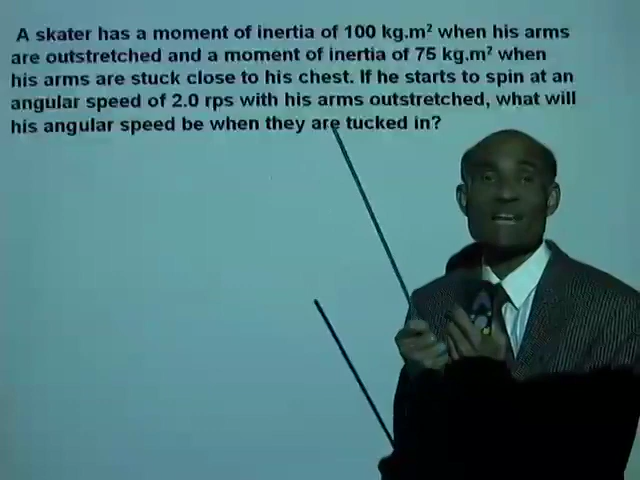 A skater has a moment of inertia of 100 kg.m² when his arms
are outstretched and a moment of inertia of 75 kg.m² when
his arms are stuck close to his chest. If he starts to spin at an
angular speed of 2.0 rps with his arms outstretched, what will
his angular speed be when they are tucked in?